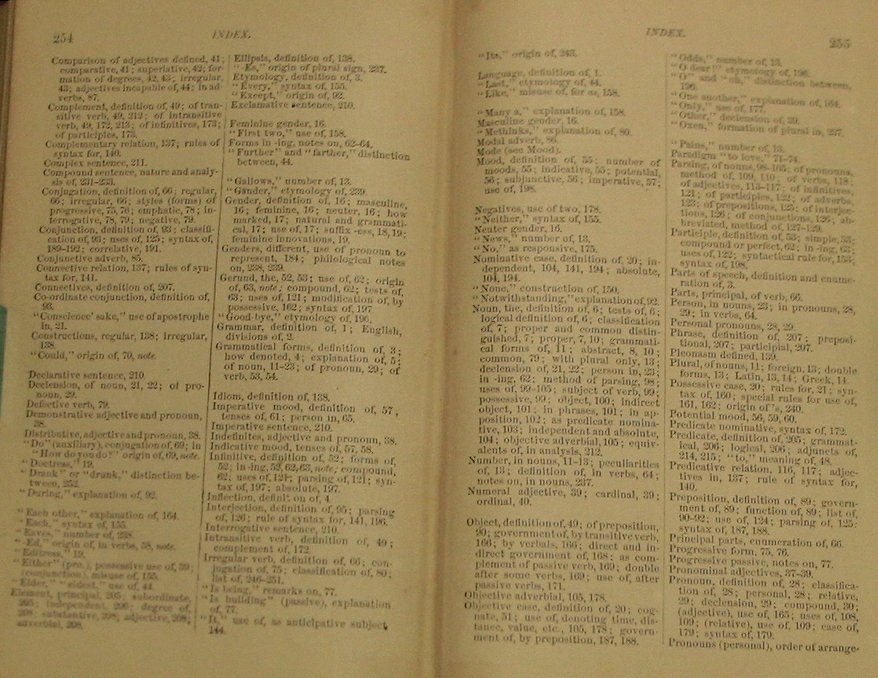 254
INDEX.
Comparison of adjectives defined, 41;
comparative, 41; superlative, 42; for-
mation of degrees, 42, 43; irregular,
43; adjectives incapable of, 44; in ad-
verbs, 87.
Complement, definition of, 49; of tran-
sitive verb, 49, 212; of intransitive
verb, 49, 172, 213; of infinitives, 173;
of participles, 173.
Complementary relation, 137; rules of
syntax for, 140.
Complex sentence, 211.
Compound sentence, nature and analy-
sis of, 231-233.
Conjugation, definition of, 66; regular,
66; irregular, 66; styles (forms) of
progressive, 75, 76; emphatic, 78; in-
terrogative, 78, 79; negative, 79.
Conjunction, definition of, 93; classifi-
cation of, 93; uses of, 125; syntax of,
189-192; correlative, 191.
Conjunctive adverb, 85.
Connective relation, 137; rules of syn-
tax for, 141.
Connectives, definition of, 207.
Co-ordinate conjunction, definition of,
93.
"Conscience' sake," use of apostrophe
in, 21.
Constructions, regular, 138; irregular,
138.
"Could," origin of, 70, note.
Declarative sentence, 210.
Declension, of noun, 21, 22; of pro-
noun, 29.
Defective verb, 79.
Demonstrative adjective and pronoun,
38.
Distributive, adjective and pronoun, 38.
"Do" (auxiliary), conjugation of, 69; in
"How do you do?" origin of, 69, note.
"Doctress," 19.
"Drank" or "drunk," distinction be-
tween, 252.
"During," explanation of, 92.
"Each other," explanation of, 164.
"Each," syntax of, 155.
"Eaves," number of, 238.
"-Ed," origin of, in verbs, 58, note.
"Editress," 19.
"Either" (pro.), possessive use of, 39;
(conjunction), misuse of, 155.
"Elder," "eldest," use of, 44.
Element, principal, 205; subordinate,
205; independent, 206; degree of,
208; substantive, 208; adjective, 208;
adverbial, 208.
Ellipsis, definition of, 138.
"-Es," origin of plural sign, 237.
Etymology, definition of, 3.
"Every," syntax of, 155.
"Except," origin of, 92.
Exclamative sentence, 210.
Feminine gender, 16.
"First two," use of, 158.
Forms in -ing, notes on, 62-64.
"Further" and "farther," distinction
between, 44.
"Gallows," number of, 13.
"Gander," etymology of, 239.
Gender, definition of, 16; masculine,
16; feminine, 16; neuter, 16; how
marked, 17; natural and grammati-
cal, 17; use of, 17; suffix -ess, 18, 19;
feminine innovations, 19.
Genders, different, use of pronoun to
represent, 184; philological notes
on, 238, 239.
Gerund, the, 52, 53; use of, 62; origin
of, 63, note; compound, 62; tests of,
63; uses of, 121; modification of, by
possessive, 162; syntax of, 197.
"Good-bye," etymology of, 196.
Grammar, definition of, 1; English,
divisions of, 2.
Grammatical forms, definition of, 3;
how denoted, 4; explanation of, 5;
of noun, 11-23; of pronoun, 29; of
verb, 53, 54.
Idiom, definition of, 138.
Imperative mood, definition of, 57,
tenses of, 61; person in, 65.
Imperative sentence, 210.
Indefinites, adjective and pronoun, 38.
Indicative mood, tenses of, 57, 58.
Infinitive, definition of, 52; forms of,
52; in -ing, 52, 62, 63, note; compound,
62; uses of, 121; parsing of, 121; syn-
tax of, 197; absolute, 197.
Inflection, definition of, 4.
Interjection, definition of, 95; parsing
of, 126; rule of syntax for, 141, 196.
Interrogative sentence, 210.
Intransitive verb, definition of, 49;
complement of, 172.
Irregular verb, definition of, 66; con-
jugation of, 75; classification of, 80;
list of, 246-251.
"Is being," remarks on, 77.
"Is building" (passive), explanation
of, 77.
"It," use of, as anticipative subject,
144.
INDEX.
255
"Its," origin of, 243.
Language, definition of, 1.
"Last," etymology of, 44.
"Like," misuse of, for as, 158.
"Many a," explanation of, 158.
Masculine gender, 16.
"Methinks," explanation of, 80.
Modal adverb, 86.
Mode (see Mood).
Mood, definition of, 55; number of
moods, 55; indicative, 55; potential,
56; subjunctive, 56; imperative, 57;
use of, 198.
Negatives, use of two, 178.
"Neither," syntax of, 155.
Neuter gender, 16.
"News," number of, 13.
"No," as responsive, 175.
Nominative case, definition of, 20; in-
dependent, 104, 141, 194; absolute,
104, 194.
"None," construction of, 150.
"Notwithstanding," explanation of, 92.
Noun, the, definition of, 6; tests of, 6;
logical definition of, 6; classification
of, 7; proper and common distin-
guished, 7; proper, 7, 10; grammati-
cal forms of, 11; abstract, 8, 10;
common, 79; with plural only, 13;
declension of, 21, 22; person in, 23;
in -ing, 62; method of parsing, 98;
uses of, 99-105; subject of verb, 99;
possessive, 99; object, 100; indirect
object, 101; in phrases, 101; in ap-
position, 102; as predicate nomina-
tive, 103; independent and absolute,
104; objective adverbial, 105; equiv-
alents of, in analysis, 212.
Number, in nouns, 11-13; peculiarities
of, 13; definition of, in verbs, 64;
notes on, in nouns, 237.
Numeral adjective, 39; cardinal, 39;
ordinal, 40.
Object, definition of, 49; of preposition,
90; government of, by transitive verb,
166; by verbals, 166; direct and in-
direct government of, 168; as com-
plement of passive verb, 169; double
after some verbs, 169; use of, after
passive verbs, 171.
Objective adverbial, 105, 178.
Objective case, definition of, 20; cog-
nate, 51; use of, denoting time, dis-
tance, value, etc., 105, 178; govern-
ment of, by preposition, 187, 188.
"Odds," number of, 13.
"O dear!" etymology of, 196.
"O" and "oh," distinction between,
196.
"One another," explanation of, 164.
"Only," use of, 177.
"Other," declension of, 39.
"Oxen," formation of plural in, 237.
"Pains," number of, 13.
Paradigm "to love," 71-74.
Parsing, of nouns, 98-105; of pronouns,
method of, 109, 110; of verbs, 118;
of adjectives, 113-117; of infinitives,
121; of participles, 122; of adverbs,
123; of prepositions, 125; of interjec-
tions, 126; of conjunctions, 126; ab-
breviated, method of, 127-129.
Participle, definition of, 53; simple, 53;
compound or perfect, 62; in -ing, 63;
uses of, 122; syntactical rule for, 153;
syntax of, 198.
Parts of speech, definition and enume-
ration of, 3.
Parts, principal, of verb, 66.
Person, in nouns, 23; in pronouns, 28,
29; in verbs, 64.
Personal pronouns, 28, 29.
Phrase, definition of, 207; preposi-
tional, 207; participial, 207.
Pleonasm defined, 139.
Plural, of nouns, 11; foreign, 13; double
forms, 13; Latin, 13, 14; Greek, 14.
Possessive case, 20; rules for, 21; syn-
tax of, 160; special rules for use of,
161, 162; origin of 's, 240.
Potential mood, 56, 59, 60.
Predicate nominative, syntax of, 172.
Predicate, definition of, 205; grammat-
ical, 206; logical, 206; adjuncts of,
214, 215; "to," meaning of, 48.
Predicative relation, 116, 117; adjec-
tives in, 137; rule of syntax for,
140.
Preposition, definition of, 89; govern-
ment of, 89; function of, 89; list of,
90-92; use of, 124; parsing of, 125;
syntax of, 187, 188.
Principal parts, enumeration of, 66.
Progressive form, 75, 76.
Progressive passive, notes on, 77.
Pronominal adjectives, 37-39.
Pronoun, definition of, 28; classifica-
tion of, 28; personal, 28; relative,
29; declension, 29; compound, 30;
(adjective), use of, 165; uses of, 108,
109; (relative), use of, 109; case of,
179; syntax of, 179.
Pronouns (personal), order of arrange-